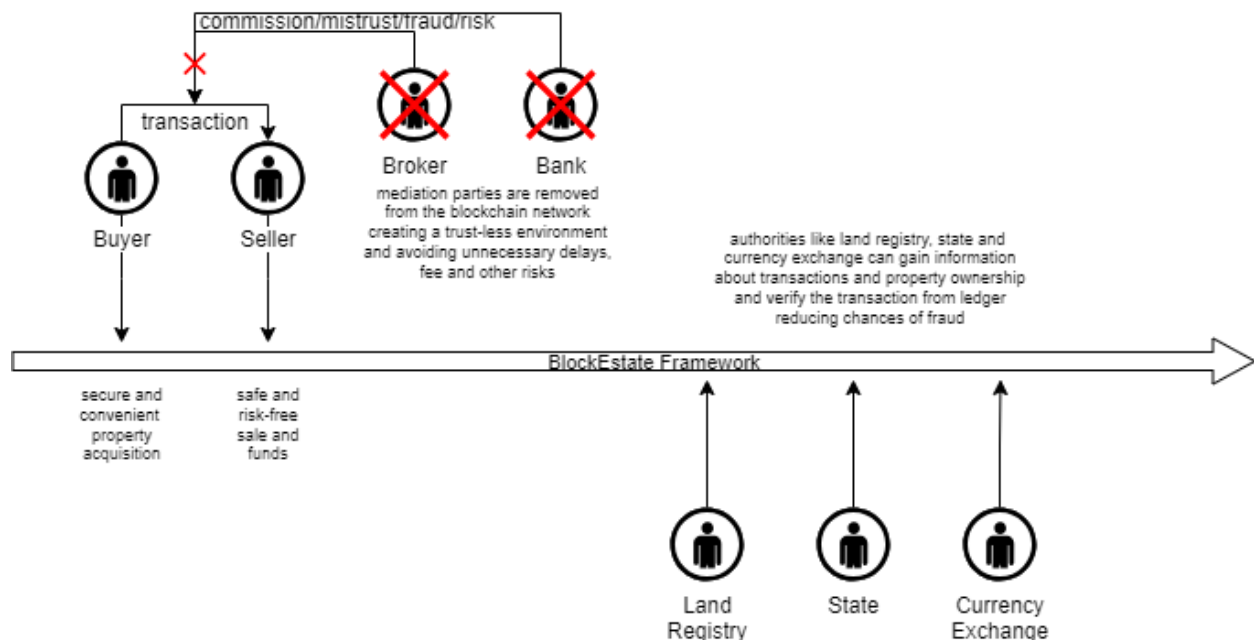 commission/mistrust/fraud/risk
transaction
Buyer
Seller
Broker
Bank
mediation parties are removed
from the blockchain network
creating a trust-less environment
and avoiding unnecessary delays,
fee and other risks
authorities like land registry, state and
currency exchange can gain information
about transactions and property ownership
and verify the transaction from ledger
reducing chances of fraud
BlockEstate Framework
secure and
convenient
property
acquisition
safe and
risk-free
sale and
funds
Land
Registry
State
Currency
Exchange